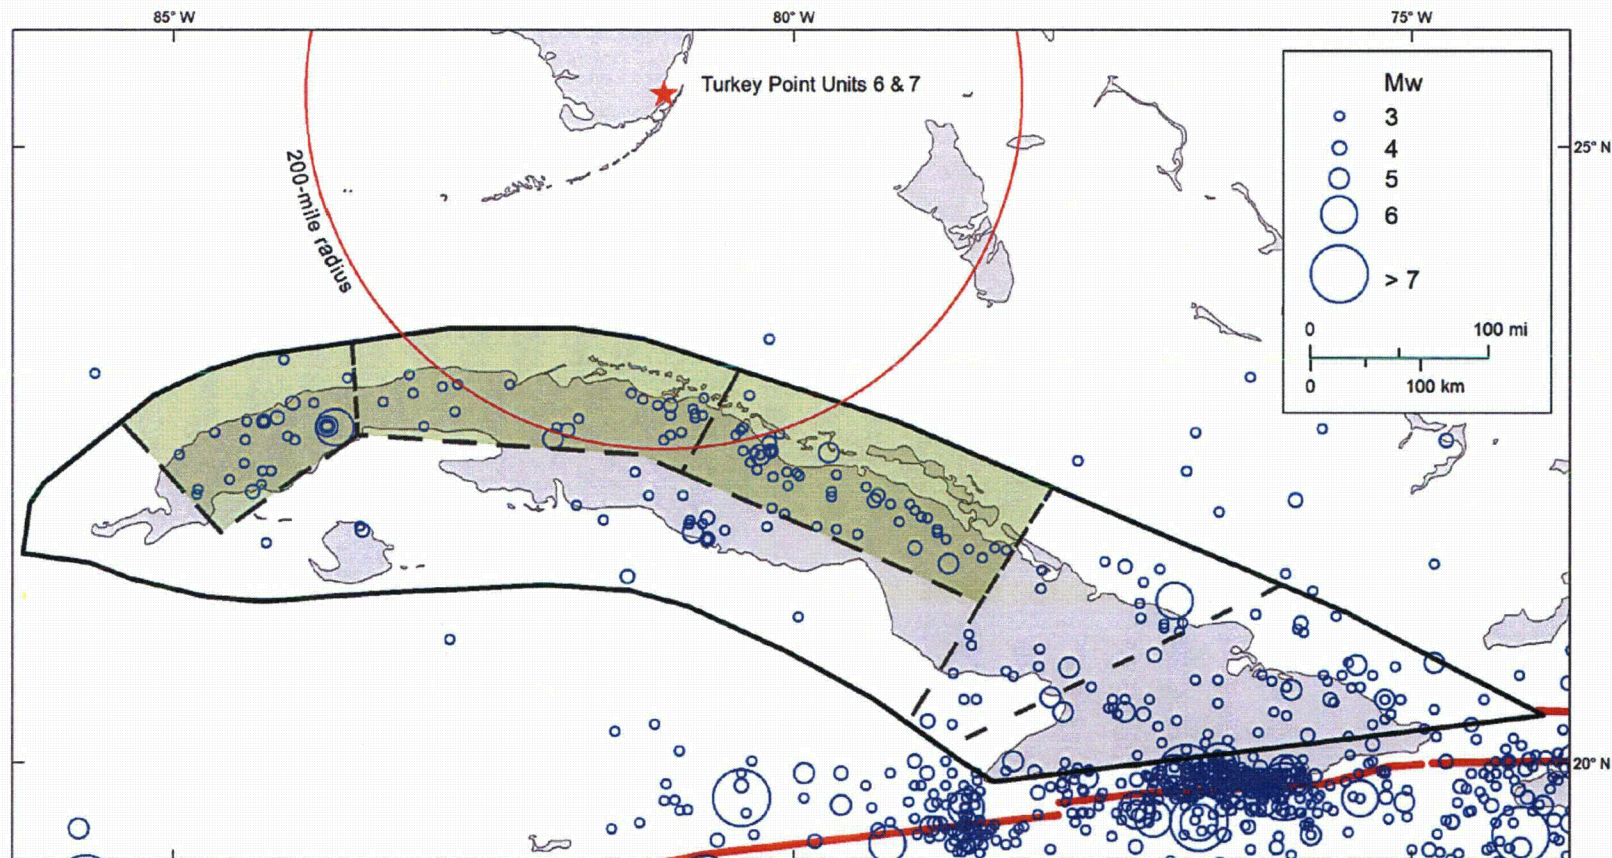 85° W
80° W
75° W
Turkey Point Units 6 & 7
Mw
3
4
5
6
> 7
25° N
200-mile radius
0
100 mi
0
100 km
20° N